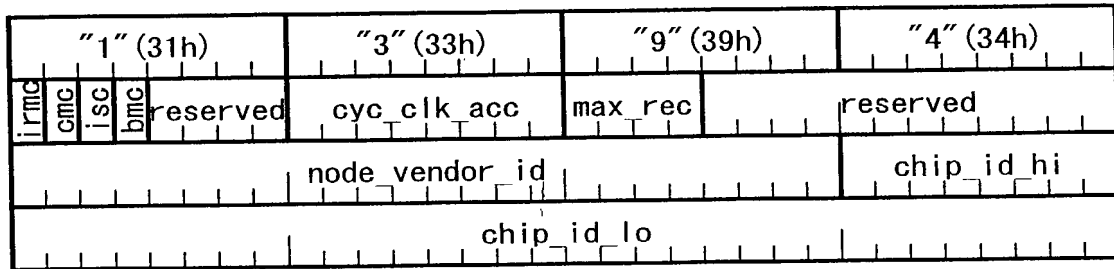 "1"(31h) "3"(33h) "9"(39h) "4"(34h)
irmc cmc isc bmc reserved cyc_clk_acc max_rec reserved
node_vendor_id chip_id_hi
chip_id_lo